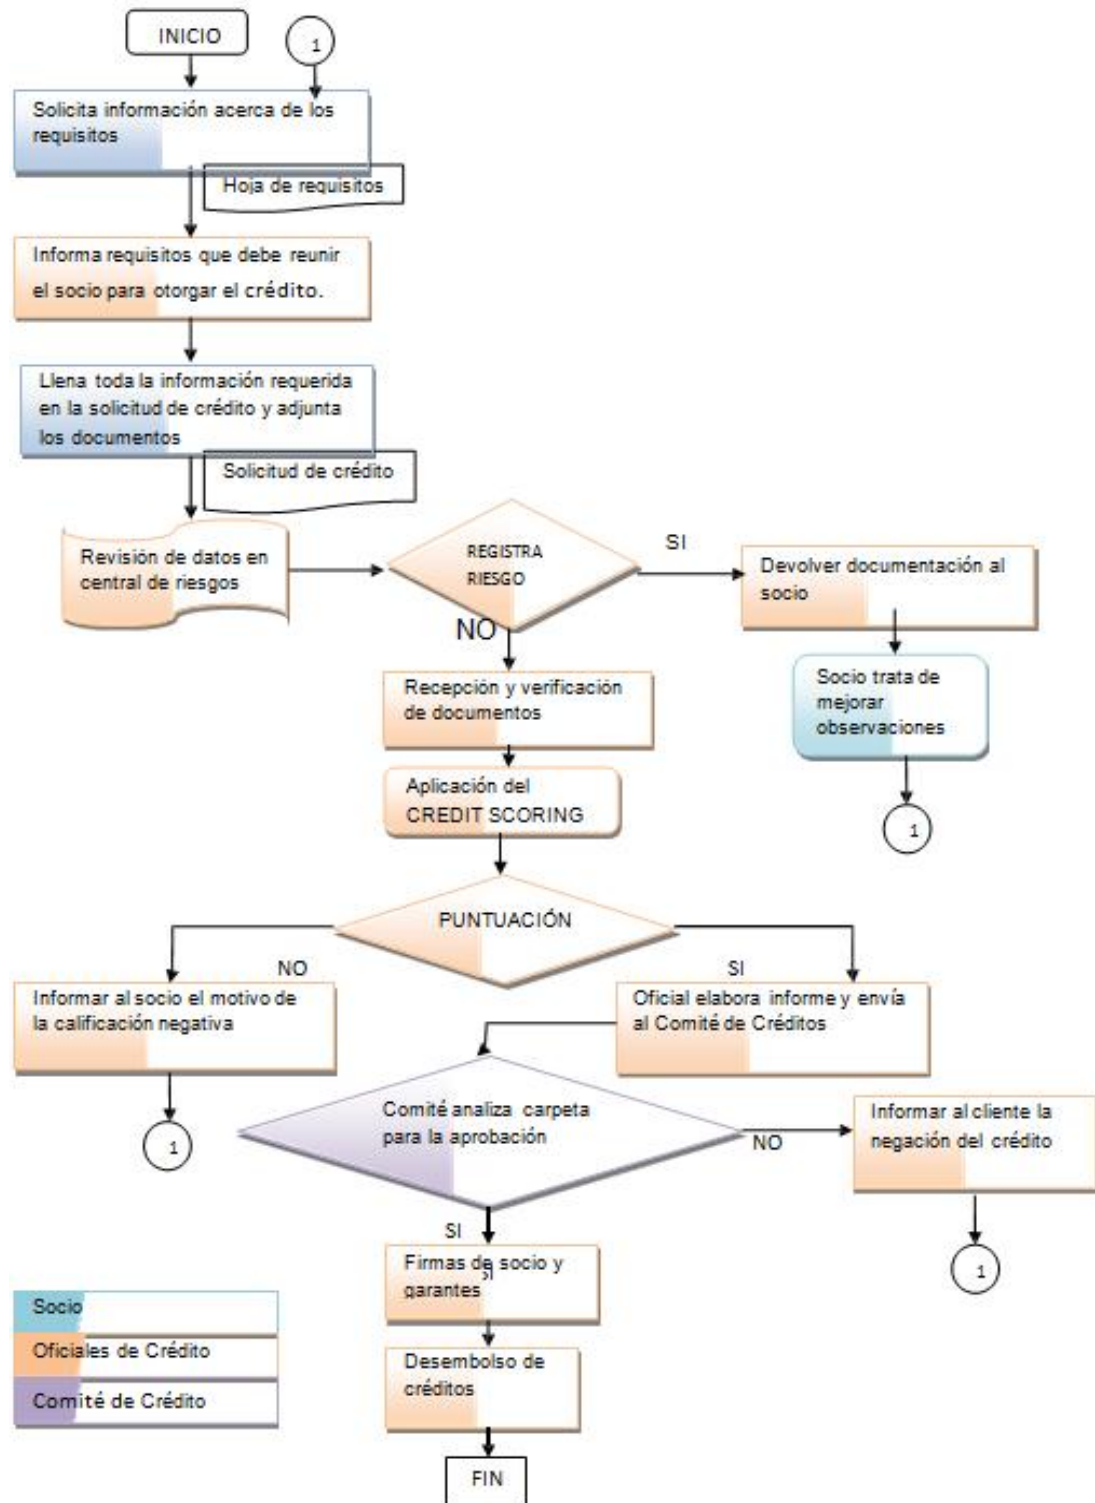 INICIO
1
Solicita información acerca de los
requisitos
Hoja de requisitos
Informa requisitos que debe reunir
el socio para otorgar el crédito.
Llena toda la información requerida
en la solicitud de crédito y adjunta
los documentos
Solicitud de crédito
Revisión de datos en
central de riesgos
REGISTRA
RIESGO
SI
Devolver documentación al
socio
NO
Socio trata de
mejorar
observaciones
1
Recepción y verificación
de documentos
Aplicación del
CREDIT SCORING
PUNTUACIÓN
NO
SI
Informar al socio el motivo de
la calificación negativa
1
Oficial elabora informe y envía
al Comité de Créditos
Comité analiza carpeta
para la aprobación
NO
Informar al cliente la
negación del crédito
1
SI
Firmas de socio y
SI
garantes
Desembolso de
créditos
FIN
Socio
Oficiales de Crédito
Comité de Crédito